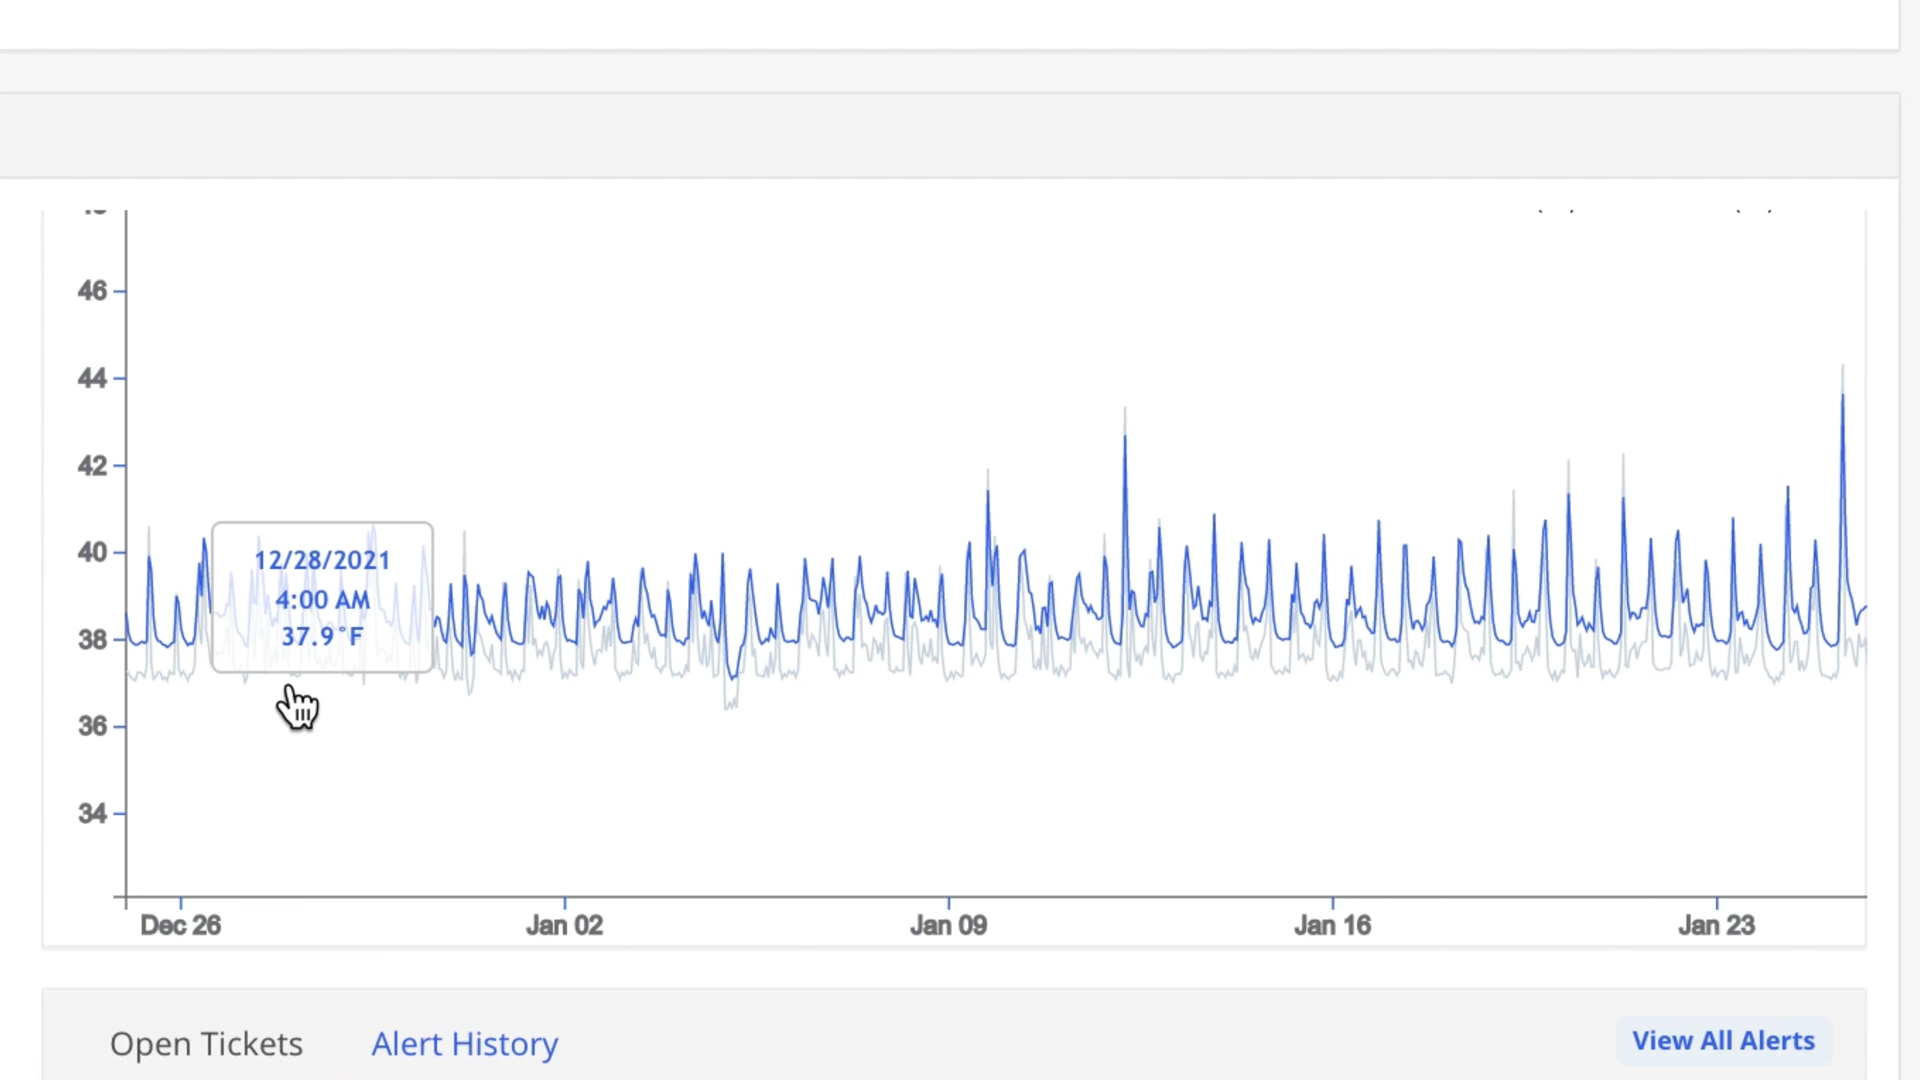 46
44
42
40
38
36
34
12/28/2021
4:00 AM
37.9°F
Dec 26 Jan 02 Jan 09 Jan 16 Jan 23
Open Tickets Alert History View All Alerts